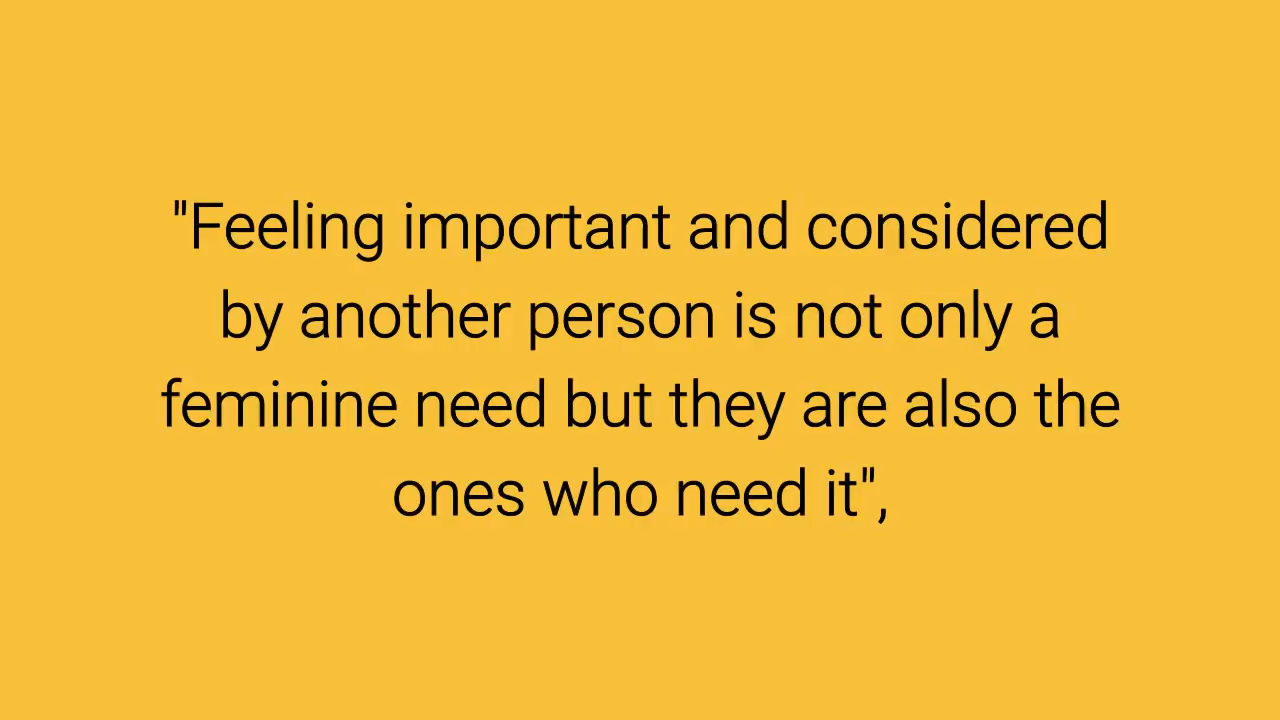 "Feeling important and considered
by another person is not only a
feminine need but they are also the
ones who need it",